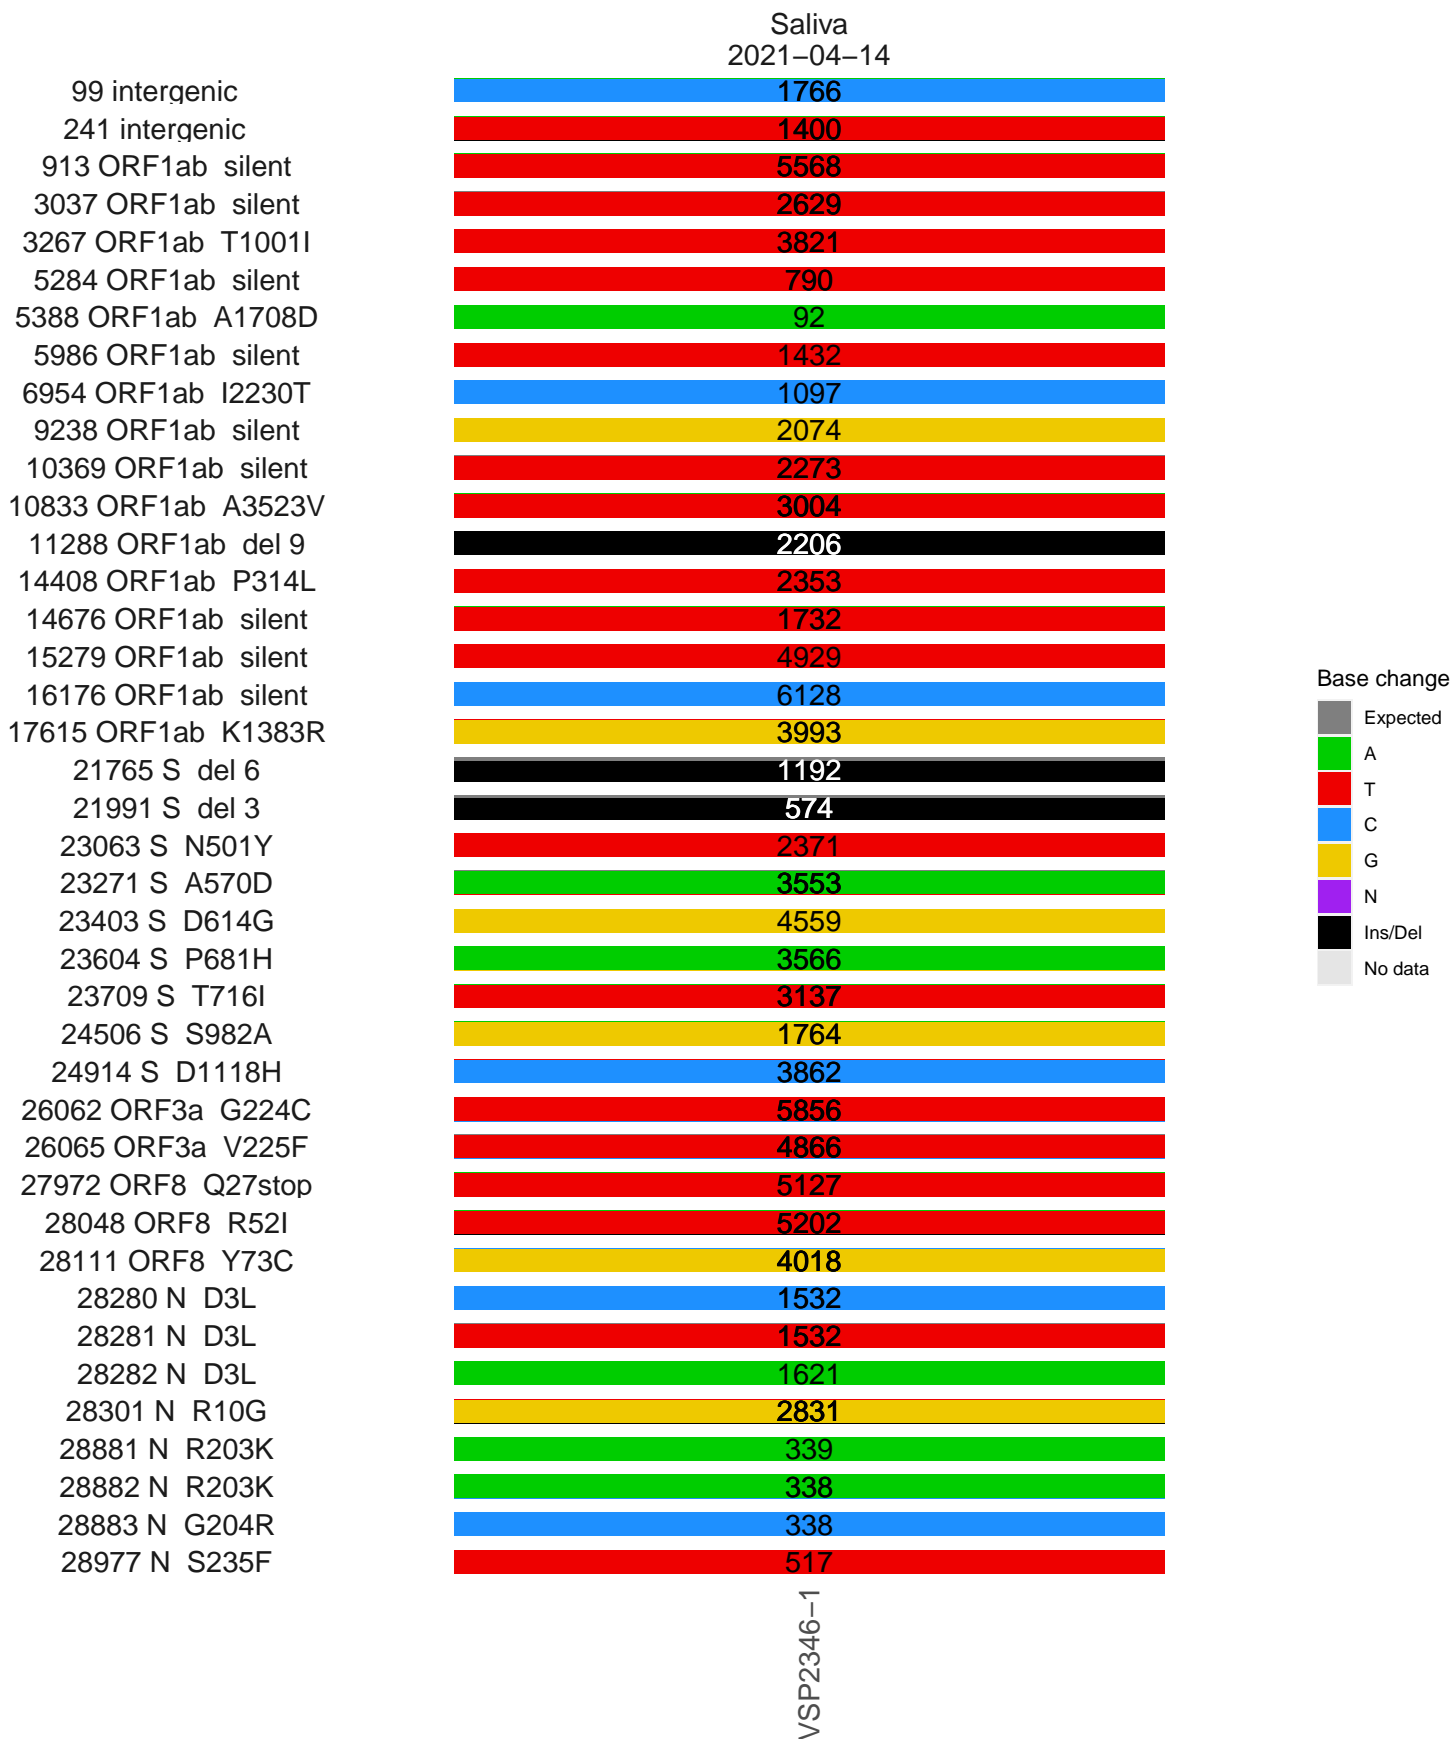 Saliva
2021−04−14
99 intergenic 1766
241 intergenic 1400
913 ORF1ab silent 5568
3037 ORF1ab silent 2629
3267 ORF1ab T1001I 3821
5284 ORF1ab silent 790
5388 ORF1ab A1708D 92
5986 ORF1ab silent 1432
6954 ORF1ab I2230T 1097
9238 ORF1ab silent 2074
10369 ORF1ab silent 2273
10833 ORF1ab A3523V 3004
11288 ORF1ab del 9 2206
14408 ORF1ab P314L 2353
14676 ORF1ab silent 1732
15279 ORF1ab silent 4929
16176 ORF1ab silent 6128
17615 ORF1ab K1383R 3993
21765 S del 6 1192
21991 S del 3 574
23063 S N501Y 2371
23271 S A570D 3553
23403 S D614G 4559
23604 S P681H 3566
23709 S T716I 3137
24506 S S982A 1764
24914 S D1118H 3862
26062 ORF3a G224C 5856
26065 ORF3a V225F 4866
27972 ORF8 Q27stop 5127
28048 ORF8 R52I 5202
28111 ORF8 Y73C 4018
28280 N D3L 1532
28281 N D3L 1532
28282 N D3L 1621
28301 N R10G 2831
28881 N R203K 339
28882 N R203K 338
28883 N G204R 338
28977 N S235F 517
VSP2346−1
Base change
Expected
A
T
C
G
N
Ins/Del
No data